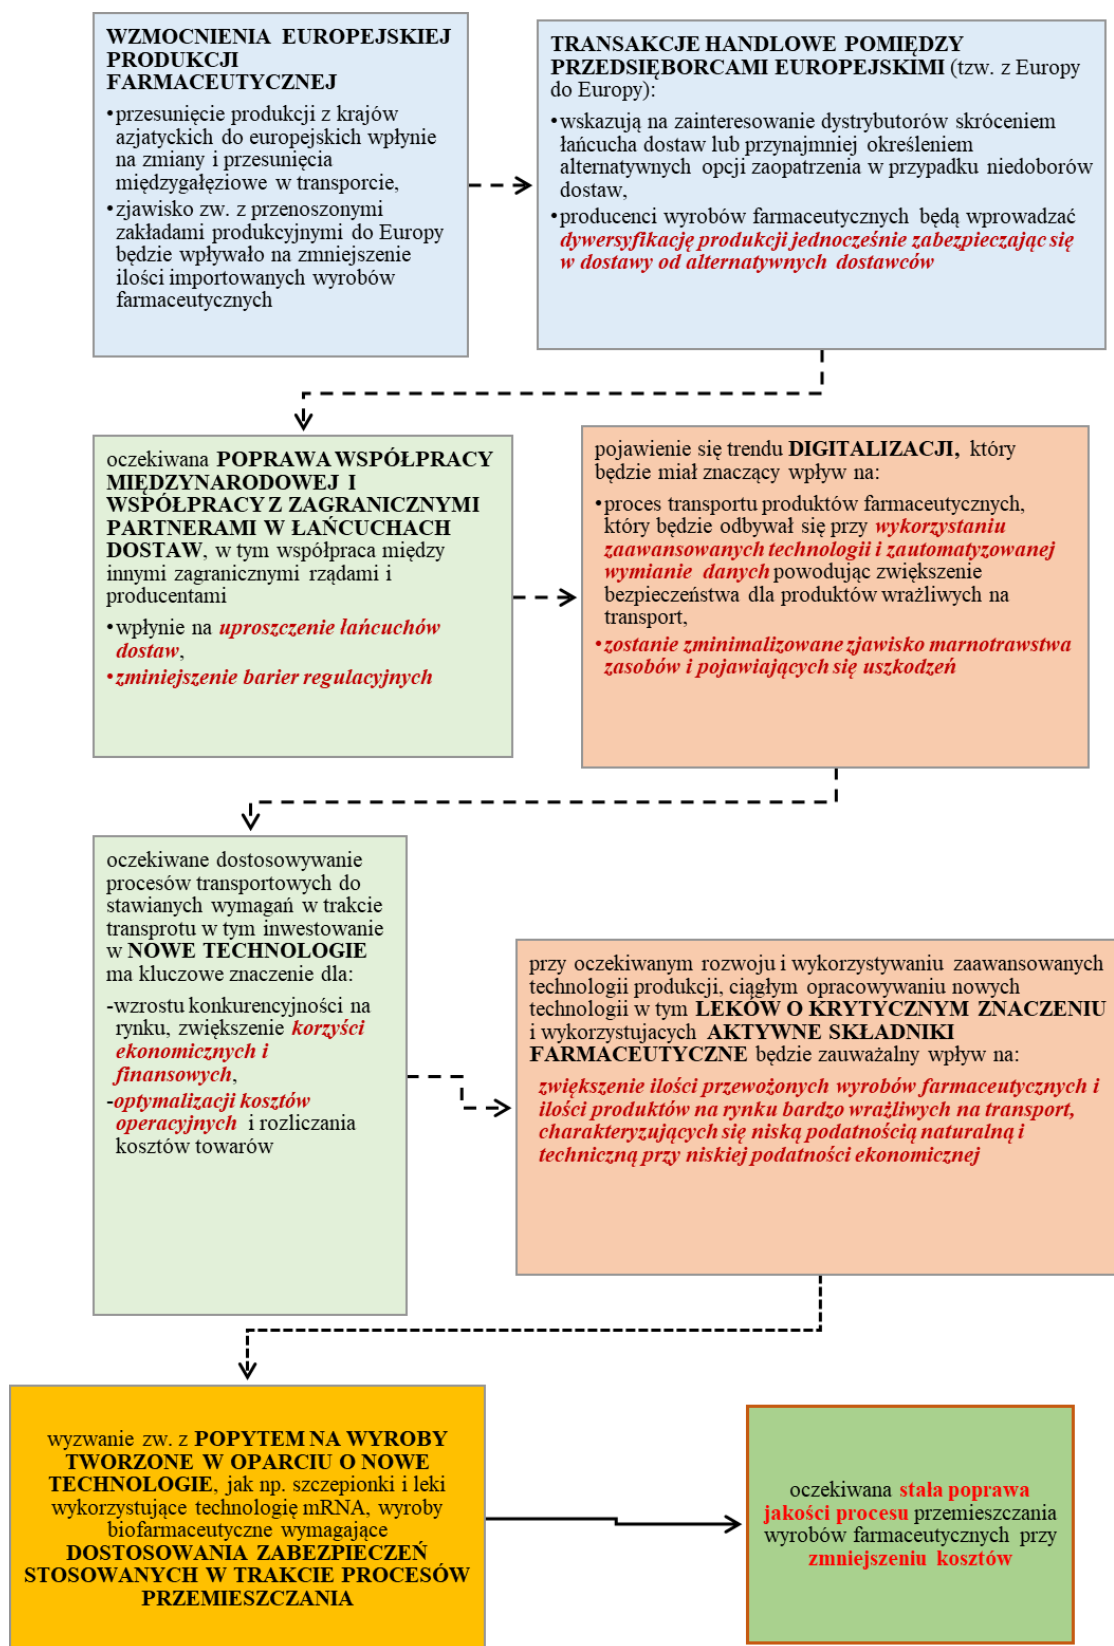 WZMOCNIENIA EUROPEJSKIEJ
PRODUKCJI
FARMACEUTYCZNEJ
•przesunięcie produkcji z krajów
azjatyckich do europejskich wpłynie
na zmiany i przesunięcia
międzygałęziowe w transporcie,
•zjawisko zw. z przenoszonymi
zakładami produkcyjnymi do Europy
będzie wpływało na zmniejszenie
ilości importowanych wyrobów
farmaceutycznych
TRANSAKCJE HANDLOWE POMIĘDZY
PRZEDSIĘBORCAMI EUROPEJSKIMI (tzw. z Europy
do Europy):
•wskazują na zainteresowanie dystrybutorów skróceniem
łańcucha dostaw lub przynajmniej określeniem
alternatywnych opcji zaopatrzenia w przypadku niedoborów
dostaw,
•producenci wyrobów farmaceutycznych będą wprowadzać
dywersyfikację produkcji jednocześnie zabezpieczając się
w dostawy od alternatywnych dostawców
oczekiwana POPRAWA WSPÓŁPRACY
MIĘDZYNARODOWEJ I
WSPÓŁPRACY Z ZAGRANICZNYMI
PARTNERAMI W ŁAŃCUCHACH
DOSTAW, w tym współpraca między
innymi zagranicznymi rządami i
producentami
•wpłynie na uproszczenie łańcuchów
dostaw,
•zminiejszenie barier regulacyjnych
pojawienie się trendu DIGITALIZACJI, który
będzie miał znaczący wpływ na:
•proces transportu produktów farmaceutycznych,
który będzie odbywał się przy wykorzystaniu
zaawansowanych technologii i zautomatyzowanej
wymianie danych powodując zwiększenie
bezpieczeństwa dla produktów wrażliwych na
transport,
•zostanie zminimalizowane zjawisko marnotrawstwa
zasobów i pojawiających się uszkodzeń
oczekiwane dostosowywanie
procesów transportowych do
stawianych wymagań w trakcie
transprotu w tym inwestowanie
w NOWE TECHNOLOGIE
ma kluczowe znaczenie dla:
-wzrostu konkurencyjności na
rynku, zwiększenie korzyści
ekonomicznych i
finansowych,
-optymalizacji kosztów
operacyjnych i rozliczania
kosztów towarów
przy oczekiwanym rozwoju i wykorzystywaniu zaawansowanych
technologii produkcji, ciągłym opracowywaniu nowych
technologii w tym LEKÓW O KRYTYCZNYM ZNACZENIU
i wykorzystujacych AKTYWNE SKŁADNIKI
FARMACEUTYCZNE będzie zauważalny wpływ na:
zwiększenie ilości przewożonych wyrobów farmaceutycznych i
ilości produktów na rynku bardzo wrażliwych na transport,
charakteryzujących się niską podatnością naturalną i
techniczną przy niskiej podatności ekonomicznej
wyzwanie zw. z POPYTEM NA WYROBY
TWORZONE W OPARCIU O NOWE
TECHNOLOGIE, jak np. szczepionki i leki
wykorzystujące technologię mRNA, wyroby
biofarmaceutyczne wymagające
DOSTOSOWANIA ZABEZPIECZEŃ
STOSOWANYCH W TRAKCIE PROCESÓW
PRZEMIESZCZANIA
oczekiwana stała poprawa
jakości procesu przemieszczania
wyrobów farmaceutycznych przy
zmniejszeniu kosztów